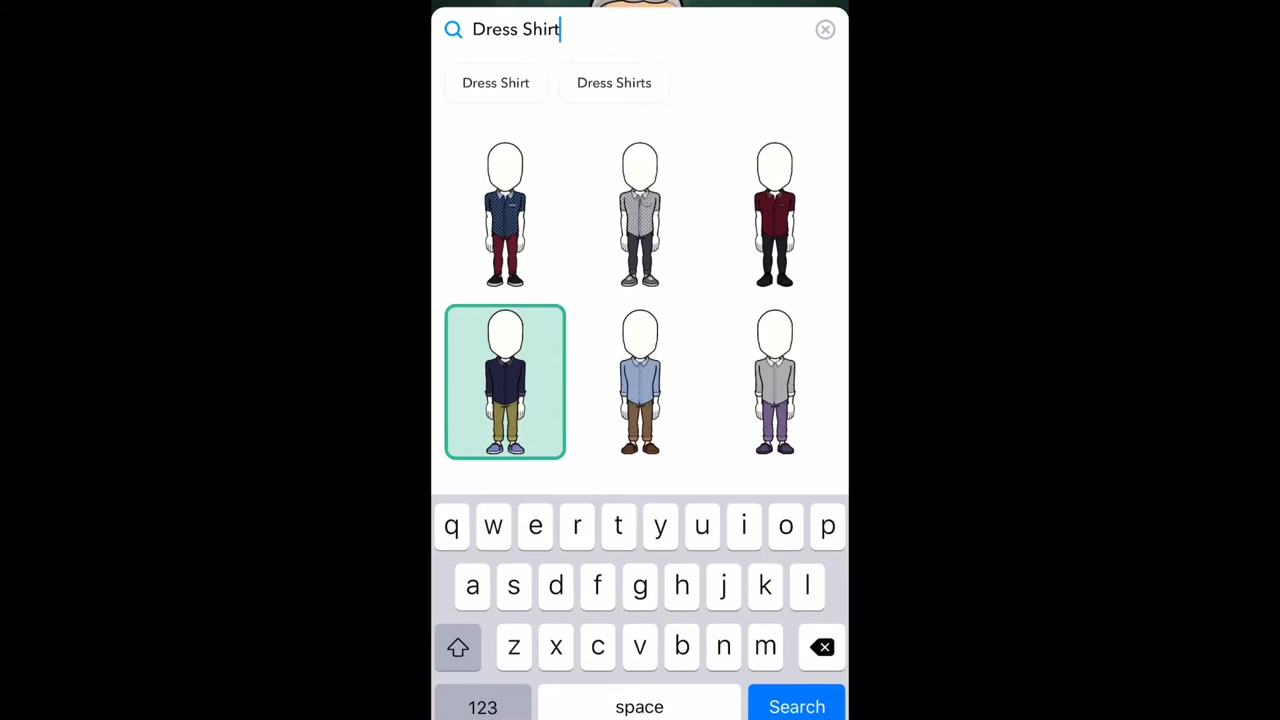 Dress Shirt
Dress Shirt Dress Shirts
q w e r t y u i o p
a s d f g h j k l
z x c v b n m
123 space Search